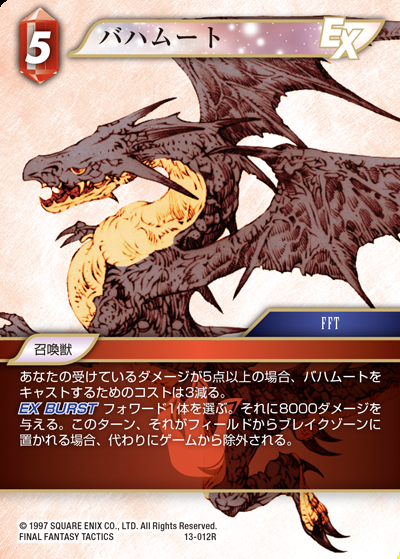 5
バハムート
EX
FFT
召喚獣
あなたの受けているダメージが5点以上の場合、バハムートを
キャストするためのコストは3減る。
EX BURST フォワード1体を選ぶ。それに8000ダメージを
与える。このターン、それがフィールドからブレイクゾーンに
置かれる場合、代わりにゲームから除外される。
© 1997 SQUARE ENIX CO., LTD. All Rights Reserved.
FINAL FANTASY TACTICS 13-012R